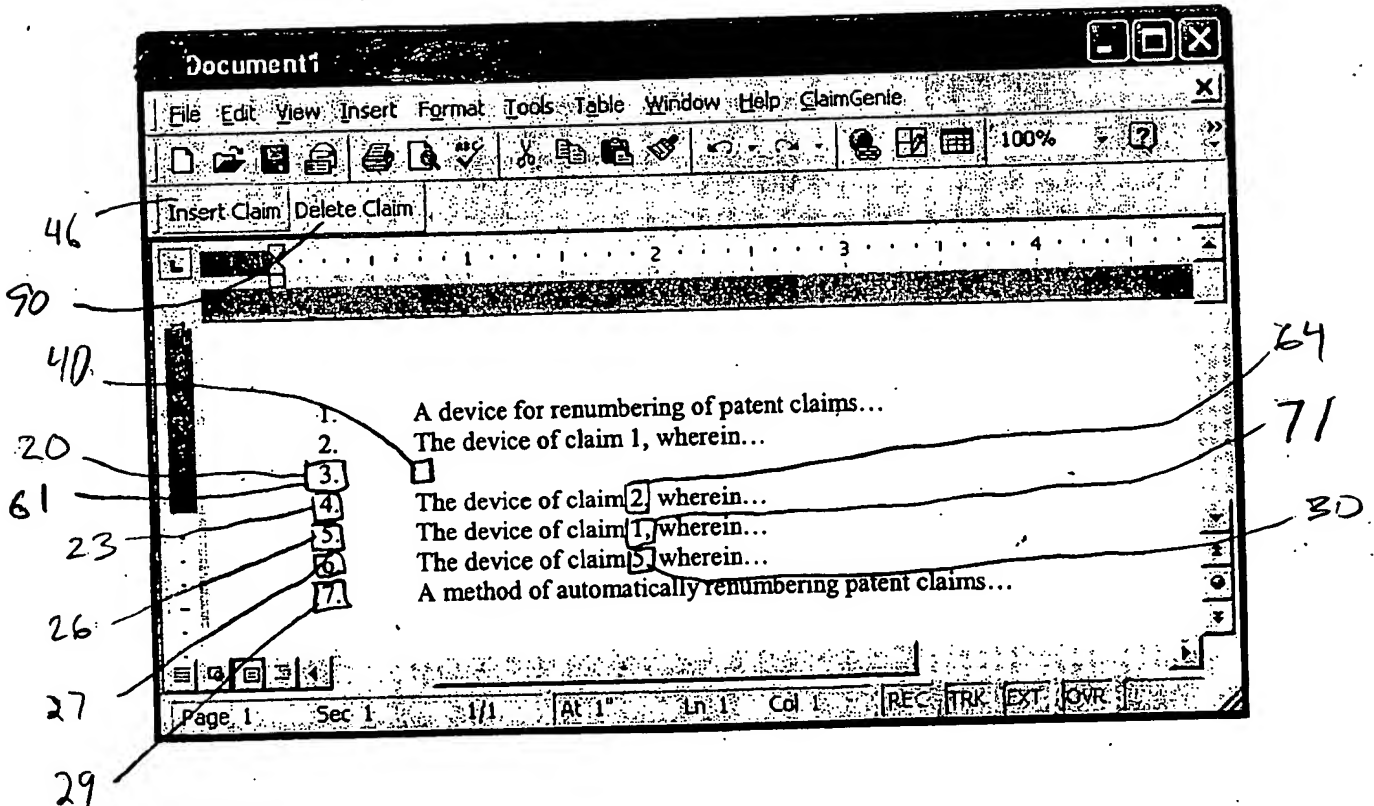 Document1
File Edit View Insert Format Tools Table Window Help ClaimGenie
100%
46 Insert Claim Delete Claim
1 2 3 4
90
40
64
1. A device for renumbering of patent claims...
71
2. The device of claim 1, wherein...
20 3.
61 4. The device of claim 2, wherein...
23 5. The device of claim 1, wherein...
30
26 6. The device of claim 5, wherein...
7. A method of automatically renumbering patent claims...
27
Page 1 Sec 1 1/1 At 1" Ln 1 Col 1 REC TRK EXT OVR
29